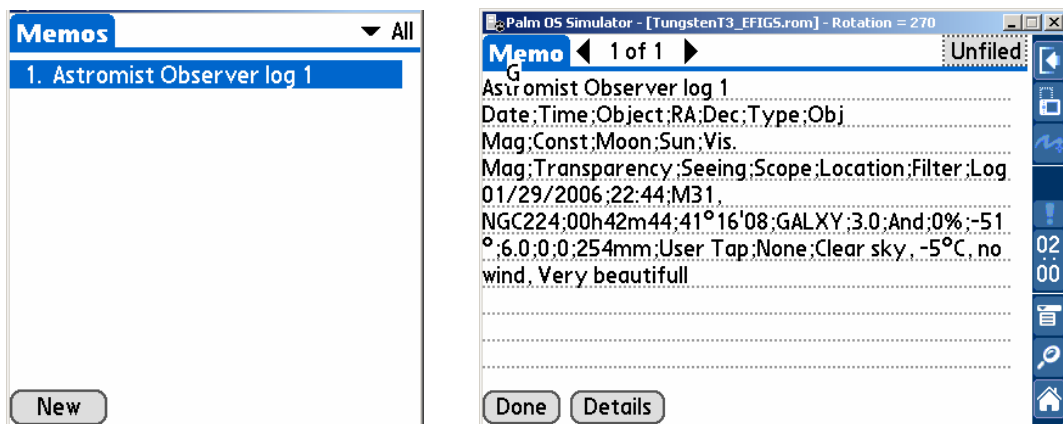 Memos
All
1. Astromist Observer log 1
New
Palm OS Simulator - [TungstenT3_EFIGS.rom] - Rotation = 270
Memo 1 of 1 Unfiled
G
Astromist Observer log 1
Date;Time;Object;RA;Dec;Type;Obj
Mag;Const;Moon;Sun;Vis.
Mag;Transparency;Seeing;Scope;Location;Filter;Log
01/29/2006;22:44;M31,
NGC224;00h42m44;41°16'08;GALXY;3.0;And;0%;-51
°;6.0;0;0;254mm;User Tap;None;Clear sky, -5°C, no
wind, Very beautifull
Done Details
02
00